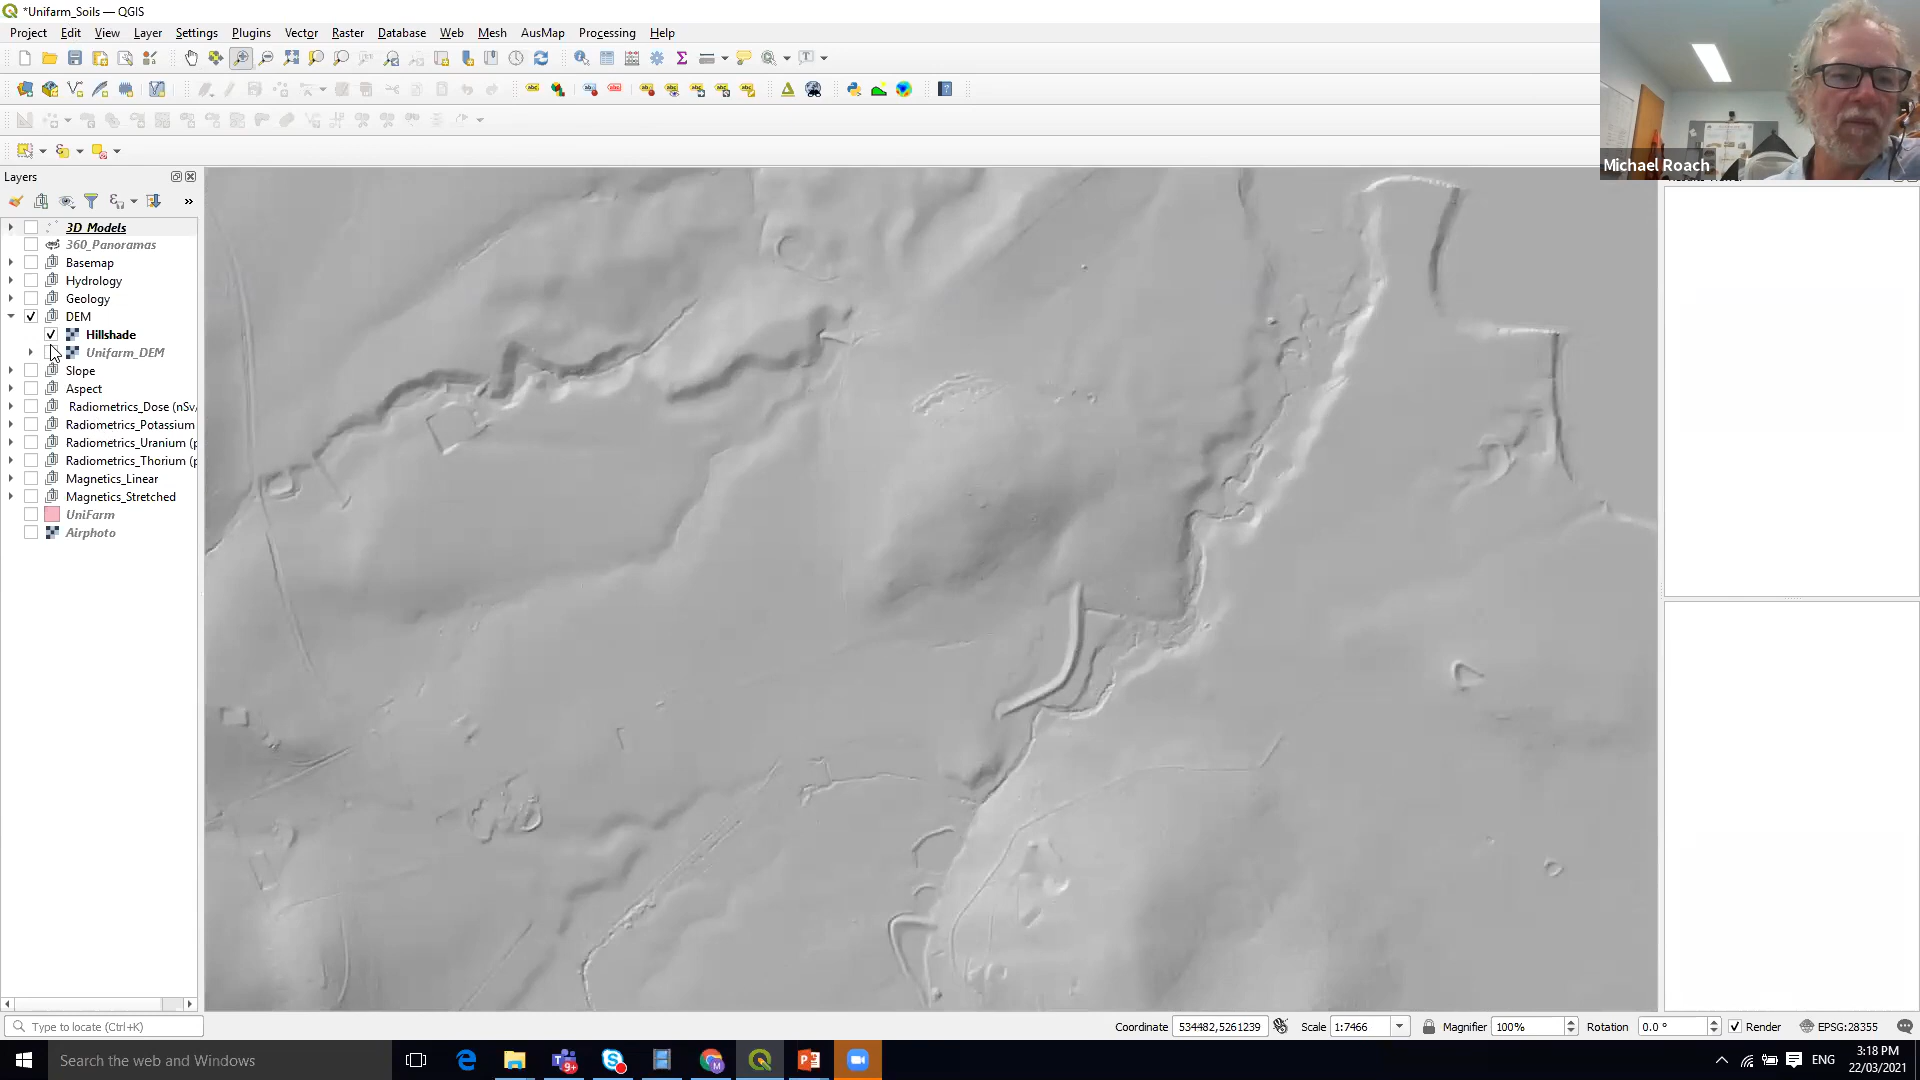 *Unifarm_Soils — QGIS
Project Edit View Layer Settings Plugins Vector Raster Database Web Mesh AusMap Processing Help
Michael Roach
Layers
3D_Models
360_Panoramas
Basemap
Hydrology
Geology
DEM
Hillshade
Unifarm_DEM
Slope
Aspect
Radiometrics_Dose (nSv/
Radiometrics_Potassium
Radiometrics_Uranium (p
Radiometrics_Thorium (p
Magnetics_Linear
Magnetics_Stretched
UniFarm
Airphoto
Type to locate (Ctrl+K)
Coordinate 534482,5261239 Scale 1:7466 Magnifier 100% Rotation 0.0 ° Render EPSG:28355
Search the web and Windows
9+
ENG
3:18 PM
22/03/2021